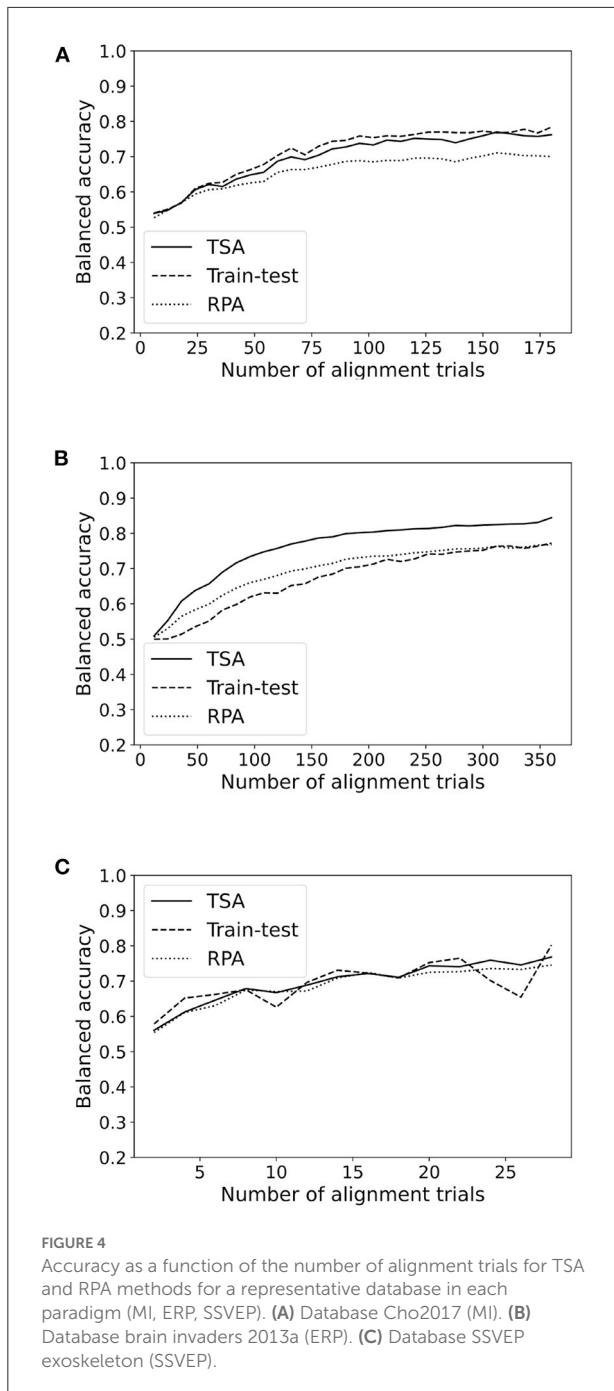 A
1.0
0.9
0.8
0.7
0.6
0.5
0.4
0.3
0.2
Balanced accuracy
TSA
Train-test
RPA
0 25 50 75 100 125 150 175
Number of alignment trials
B
1.0
0.9
0.8
0.7
0.6
0.5
0.4
0.3
0.2
Balanced accuracy
TSA
Train-test
RPA
0 50 100 150 200 250 300 350
Number of alignment trials
C
1.0
0.9
0.8
0.7
0.6
0.5
0.4
0.3
0.2
Balanced accuracy
TSA
Train-test
RPA
5 10 15 20 25
Number of alignment trials
FIGURE 4
Accuracy as a function of the number of alignment trials for TSA
and RPA methods for a representative database in each
paradigm (MI, ERP, SSVEP). (A) Database Cho2017 (MI). (B)
Database brain invaders 2013a (ERP). (C) Database SSVEP
exoskeleton (SSVEP).